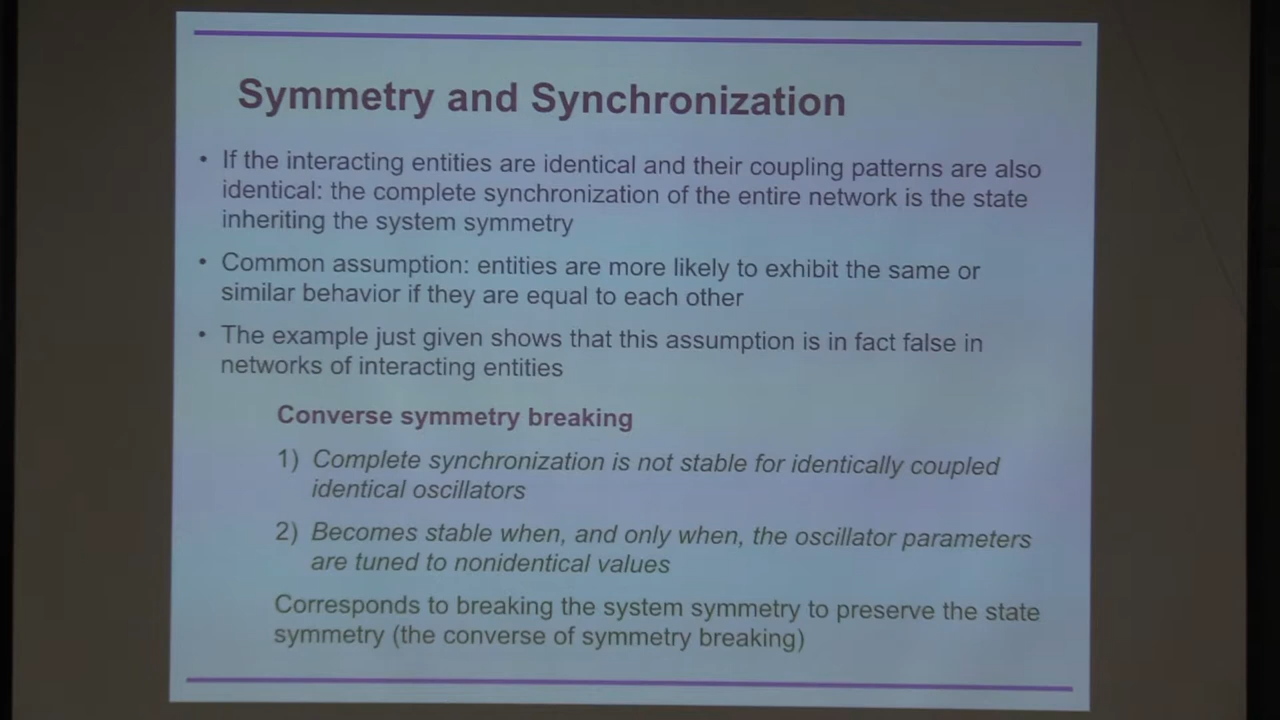 Symmetry and Synchronization
• If the interacting entities are identical and their coupling patterns are also
identical: the complete synchronization of the entire network is the state
inheriting the system symmetry
• Common assumption: entities are more likely to exhibit the same or
similar behavior if they are equal to each other
• The example just given shows that this assumption is in fact false in
networks of interacting entities
Converse symmetry breaking
1) Complete synchronization is not stable for identically coupled
identical oscillators
2) Becomes stable when, and only when, the oscillator parameters
are tuned to nonidentical values
Corresponds to breaking the system symmetry to preserve the state
symmetry (the converse of symmetry breaking)